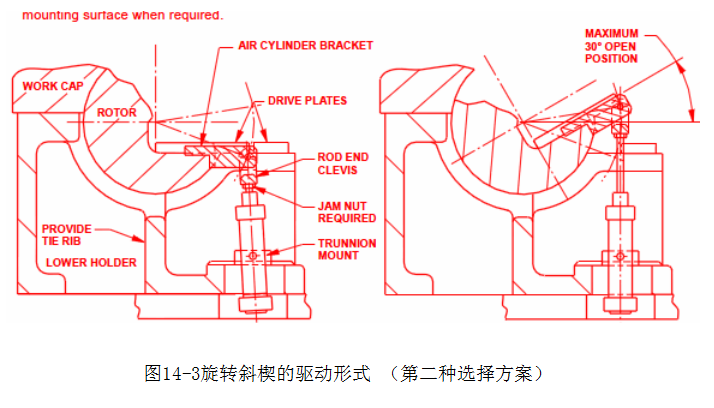 mounting surface when required.
AIR CYLINDER BRACKET
WORK CAP
DRIVE PLATES
ROTOR
ROD END
CLEVIS
JAM NUT
REQUIRED
PROVIDE
TIE RIB
TRUNNION
MOUNT
LOWER HOLDER
MAXIMUM
30° OPEN
POSITION
图14-3旋转斜楔的驱动形式 （第二种选择方案）